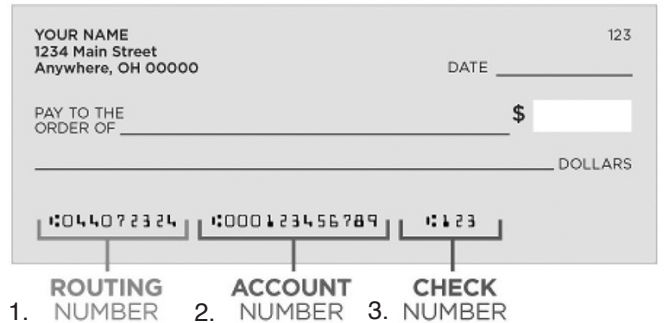 YOUR NAME 123
1234 Main Street
Anywhere, OH 00000 DATE
PAY TO THE
ORDER OF $
DOLLARS
⑆044072324 ⑆000123456789 ⑆123
ROUTING ACCOUNT CHECK
1. NUMBER 2. NUMBER 3. NUMBER